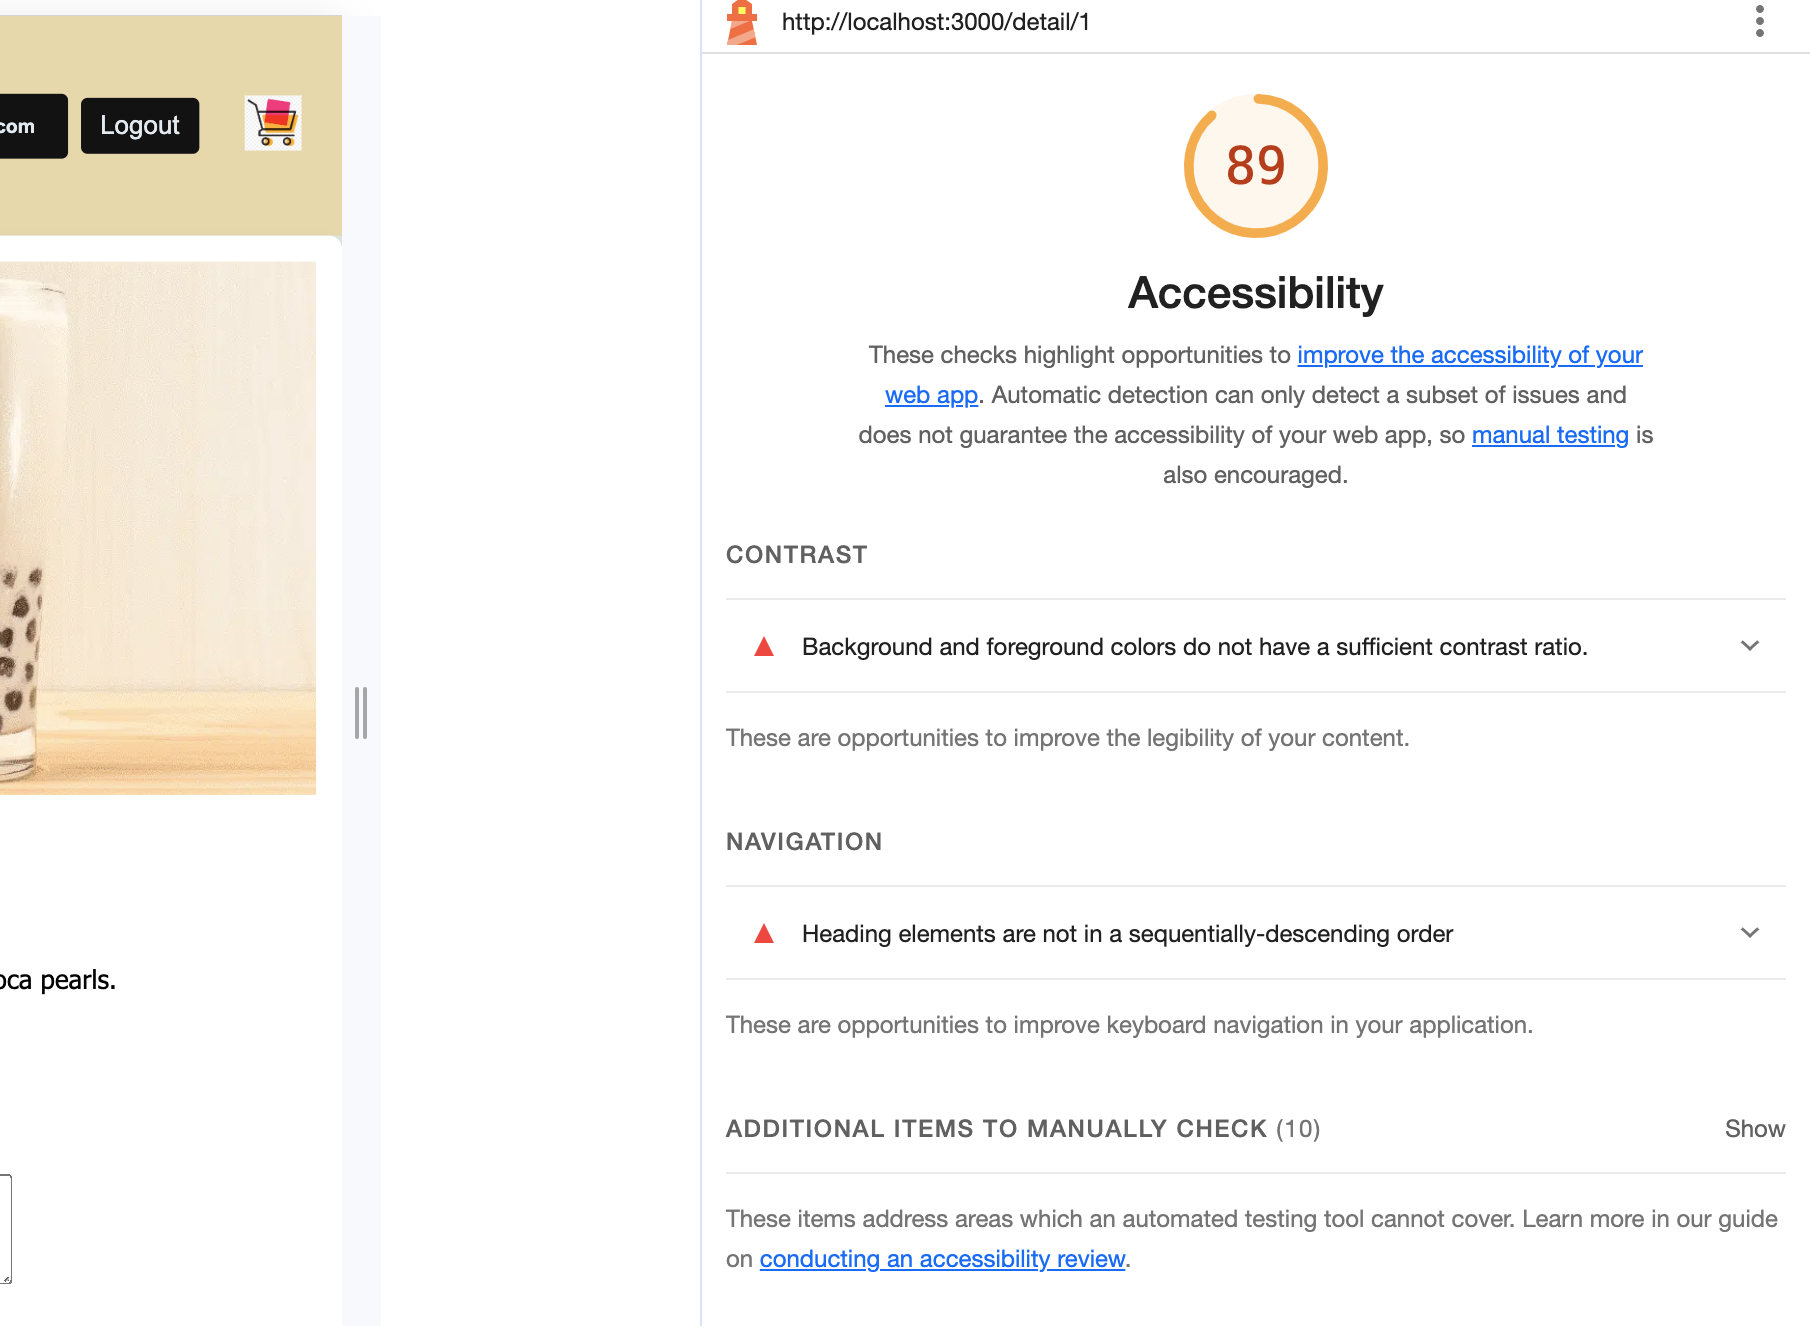 .com
Logout
oca pearls.
http://localhost:3000/detail/1
89
Accessibility
These checks highlight opportunities to improve the accessibility of your
web app. Automatic detection can only detect a subset of issues and
does not guarantee the accessibility of your web app, so manual testing is
also encouraged.
CONTRAST
Background and foreground colors do not have a sufficient contrast ratio.
These are opportunities to improve the legibility of your content.
NAVIGATION
Heading elements are not in a sequentially-descending order
These are opportunities to improve keyboard navigation in your application.
ADDITIONAL ITEMS TO MANUALLY CHECK (10)
Show
These items address areas which an automated testing tool cannot cover. Learn more in our guide
on conducting an accessibility review.